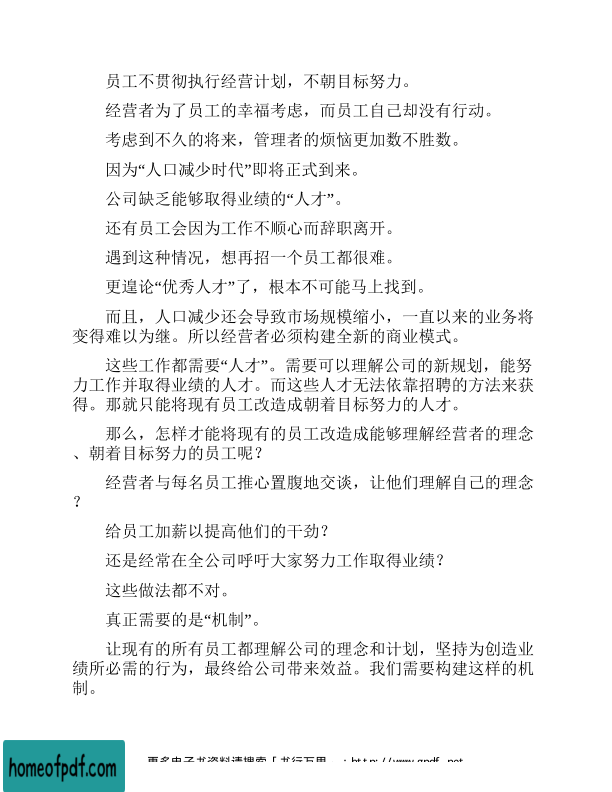 员工不贯彻执行经营计划，不朝目标努力。
经营者为了员工的幸福考虑，而员工自己却没有行动。
考虑到不久的将来，管理者的烦恼更加数不胜数。
因为“人口减少时代”即将正式到来。
公司缺乏能够取得业绩的“人才”。
还有员工会因为工作不顺心而辞职离开。
遇到这种情况，想再招一个员工都很难。
更遑论“优秀人才”了，根本不可能马上找到。
而且，人口减少还会导致市场规模缩小，一直以来的业务将
变得难以为继。所以经营者必须构建全新的商业模式。
这些工作都需要“人才”。需要可以理解公司的新规划，能努
力工作并取得业绩的人才。而这些人才无法依靠招聘的方法来获
得。那就只能将现有员工改造成朝着目标努力的人才。
那么，怎样才能将现有的员工改造成能够理解经营者的理念
、朝着目标努力的员工呢？
经营者与每名员工推心置腹地交谈，让他们理解自己的理念
？
给员工加薪以提高他们的干劲？
还是经常在全公司呼吁大家努力工作取得业绩？
这些做法都不对。
真正需要的是“机制”。
让现有的所有员工都理解公司的理念和计划，坚持为创造业
绩所必需的行为，最终给公司带来效益。我们需要构建这样的机
制。
更多电子书资料请搜索「书行万里
homeofpdf.com